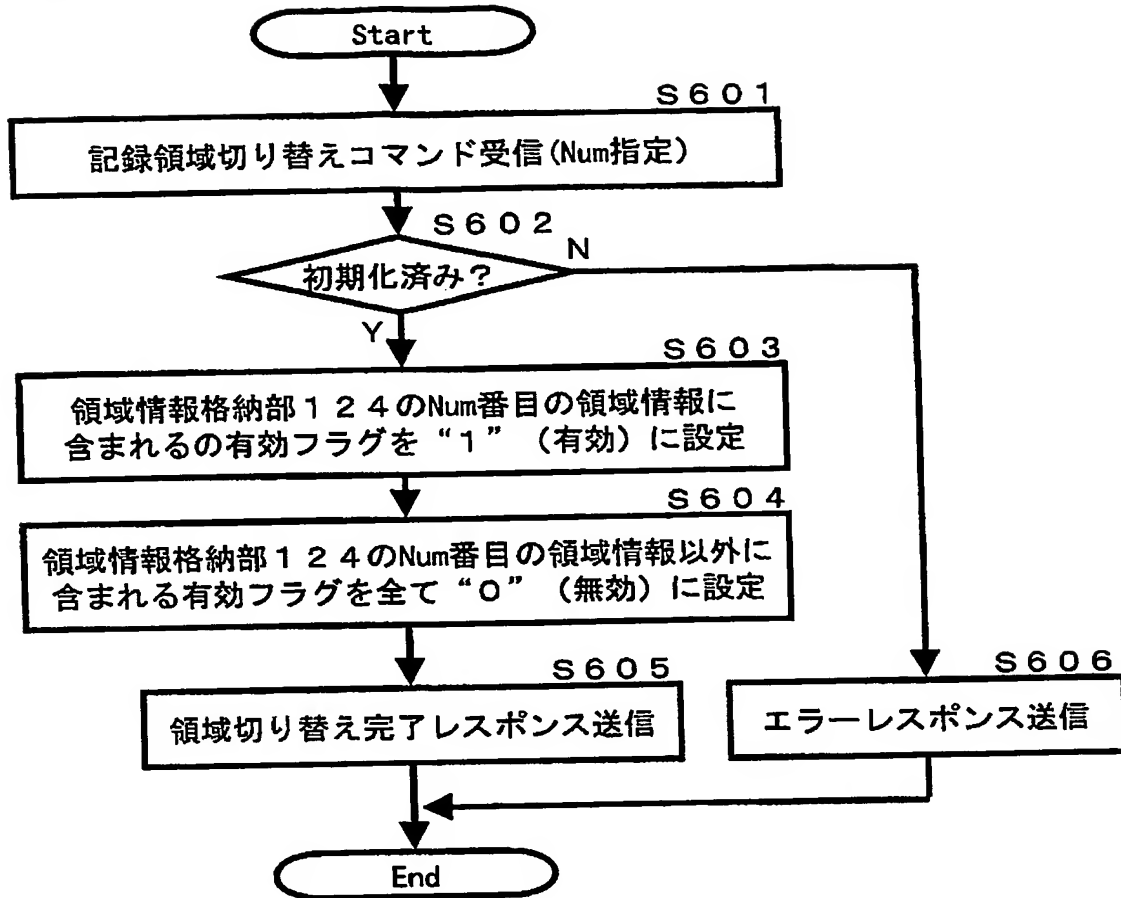 Start
S601
記録領域切り替えコマンド受信(Num指定)
S602
初期化済み?
N
Y
S603
領域情報格納部124のNum番目の領域情報に
含まれるの有効フラグを“1”(有効)に設定
S604
領域情報格納部124のNum番目の領域情報以外に
含まれる有効フラグを全て“0”(無効)に設定
S605
領域切り替え完了レスポンス送信
S606
エラーレスポンス送信
End